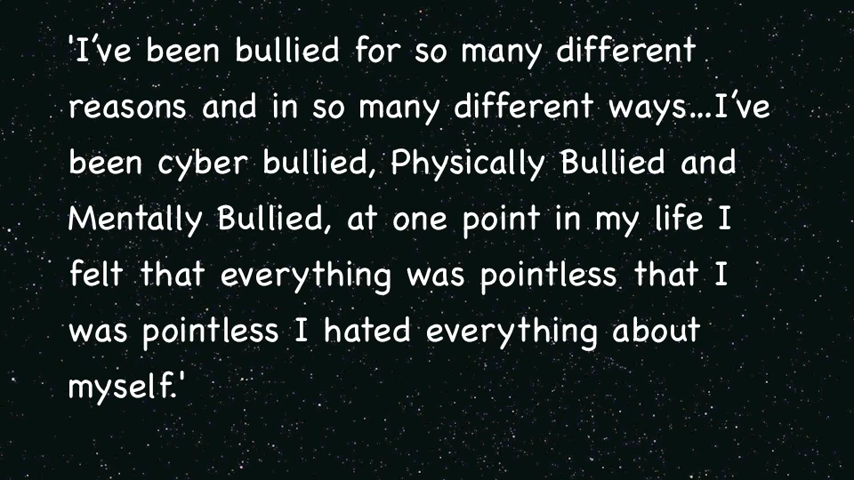 'I've been bullied for so many different
reasons and in so many different ways...I've
been cyber bullied, Physically Bullied and
Mentally Bullied, at one point in my life I
felt that everything was pointless that I
was pointless I hated everything about
myself.'